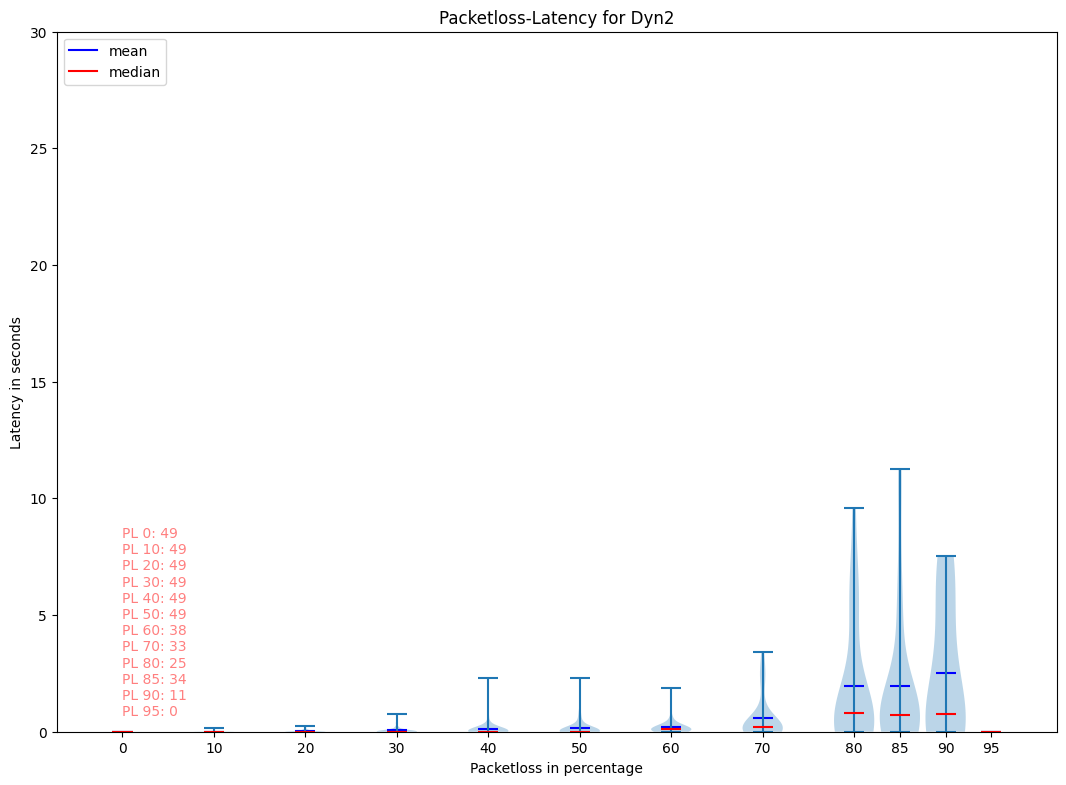 Packetloss-Latency for Dyn2
30
mean
median
25
20
15
10
5
0
Latency in seconds
PL 0: 49
PL 10: 49
PL 20: 49
PL 30: 49
PL 40: 49
PL 50: 49
PL 60: 38
PL 70: 33
PL 80: 25
PL 85: 34
PL 90: 11
PL 95: 0
0 10 20 30 40 50 60 70 80 85 90 95
Packetloss in percentage